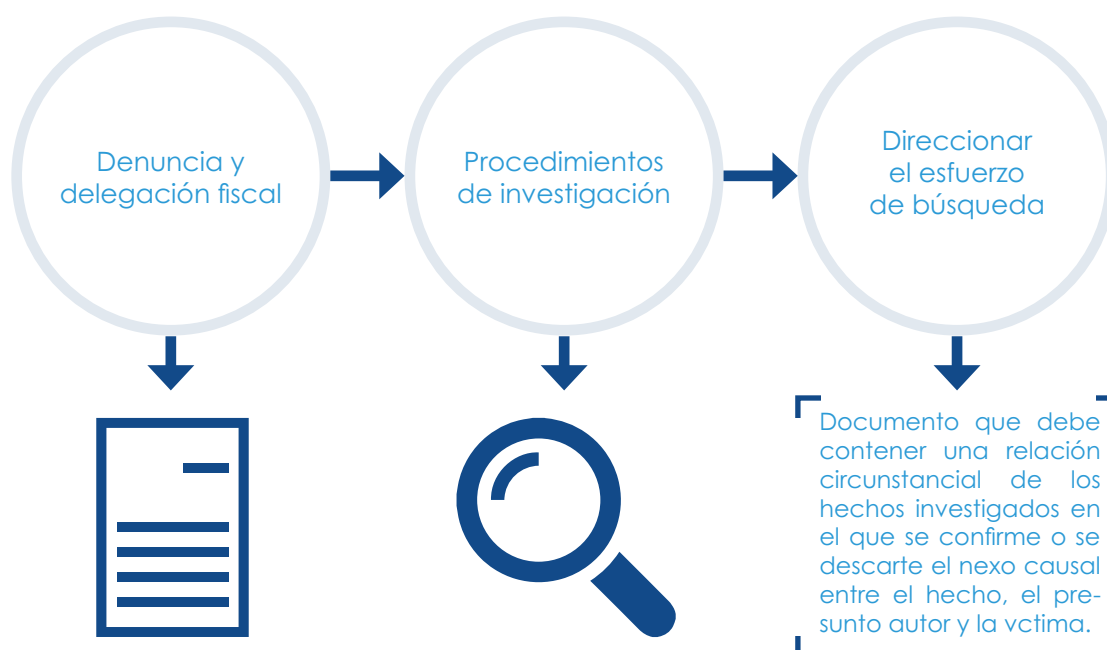 Denuncia y
delegación fiscal
Procedimientos
de investigación
Direccionar
el esfuerzo
de búsqueda
Documento que debe
contener una relación
circunstancial de los
hechos investigados en
el que se confirme o se
descarte el nexo causal
entre el hecho, el pre-
sunto autor y la vctima.